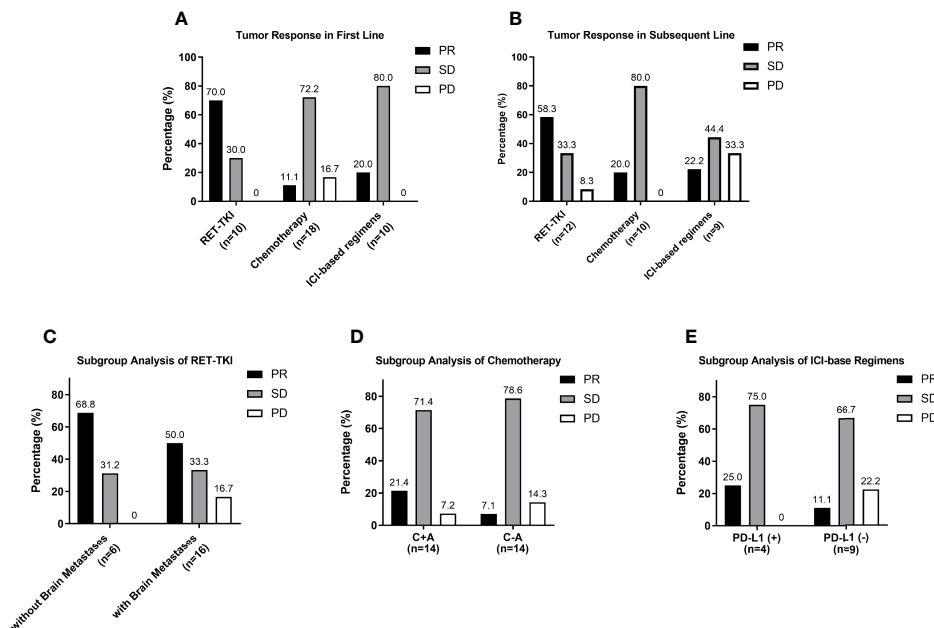 A
Tumor Response in First Line
PR
SD
PD
Percentage (%)
100
80
60
40
20
0
70.0
30.0
0
11.1
72.2
16.7
20.0
80.0
0
RET-TKI
(n=10)
Chemotherapy
(n=18)
ICI-based regimens
(n=10)
B
Tumor Response in Subsequent Line
PR
SD
PD
Percentage (%)
100
80
60
40
20
0
58.3
33.3
8.3
20.0
80.0
0
22.2
44.4
33.3
RET-TKI
(n=12)
Chemotherapy
(n=10)
ICI-based regimens
(n=9)
C
Subgroup Analysis of RET-TKI
PR
SD
PD
Percentage (%)
80
60
40
20
0
68.8
31.2
0
50.0
33.3
16.7
without Brain Metastases
(n=6)
with Brain Metastases
(n=16)
D
Subgroup Analysis of Chemotherapy
PR
SD
PD
Percentage (%)
80
60
40
20
0
21.4
71.4
7.2
7.1
78.6
14.3
C+A
(n=14)
C-A
(n=14)
E
Subgroup Analysis of ICI-base Regimens
PR
SD
PD
Percentage (%)
80
60
40
20
0
25.0
75.0
0
11.1
66.7
22.2
PD-L1 (+)
(n=4)
PD-L1 (-)
(n=9)